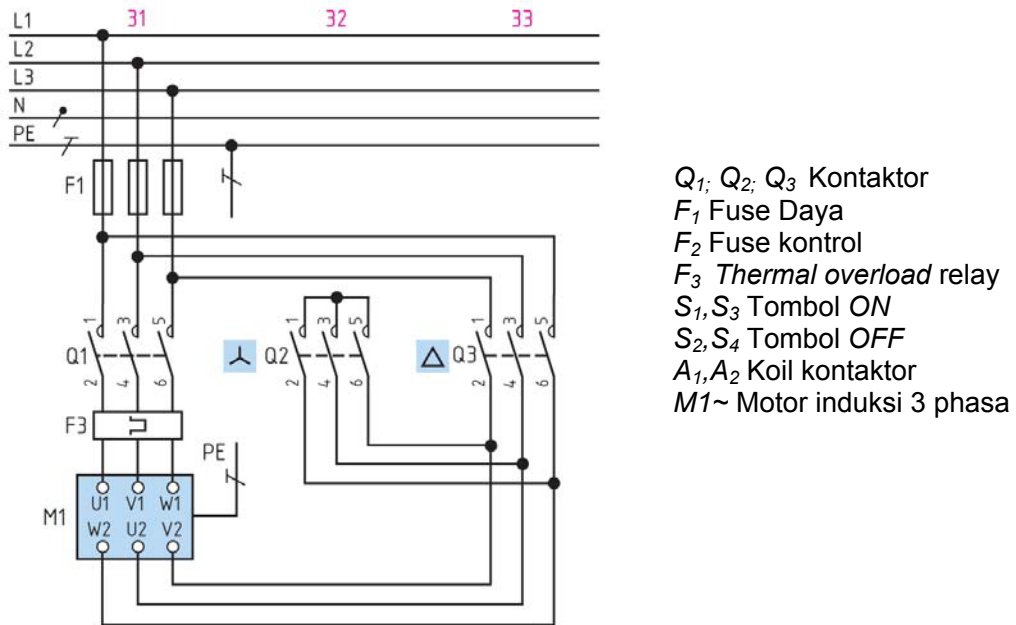 L1 31 32 33
L2
L3
N
PE
F1
1 3 5 1 3 5 1 3 5
Q1 Q2 Q3
2 4 6 2 4 6 2 4 6
F3
PE
U1 V1 W1
M1
W2 U2 V2
Q1; Q2; Q3 Kontaktor
F1 Fuse Daya
F2 Fuse kontrol
F3 Thermal overload relay
S1,S3 Tombol ON
S2,S4 Tombol OFF
A1,A2 Koil kontaktor
M1~ Motor induksi 3 phasa